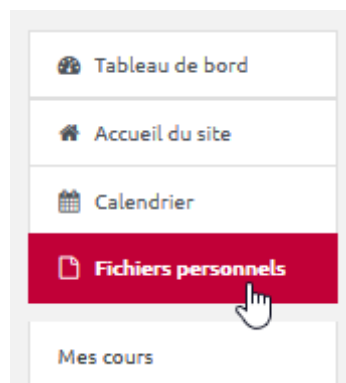 Tableau de bord
Accueil du site
Calendrier
Fichiers personnels
Mes cours